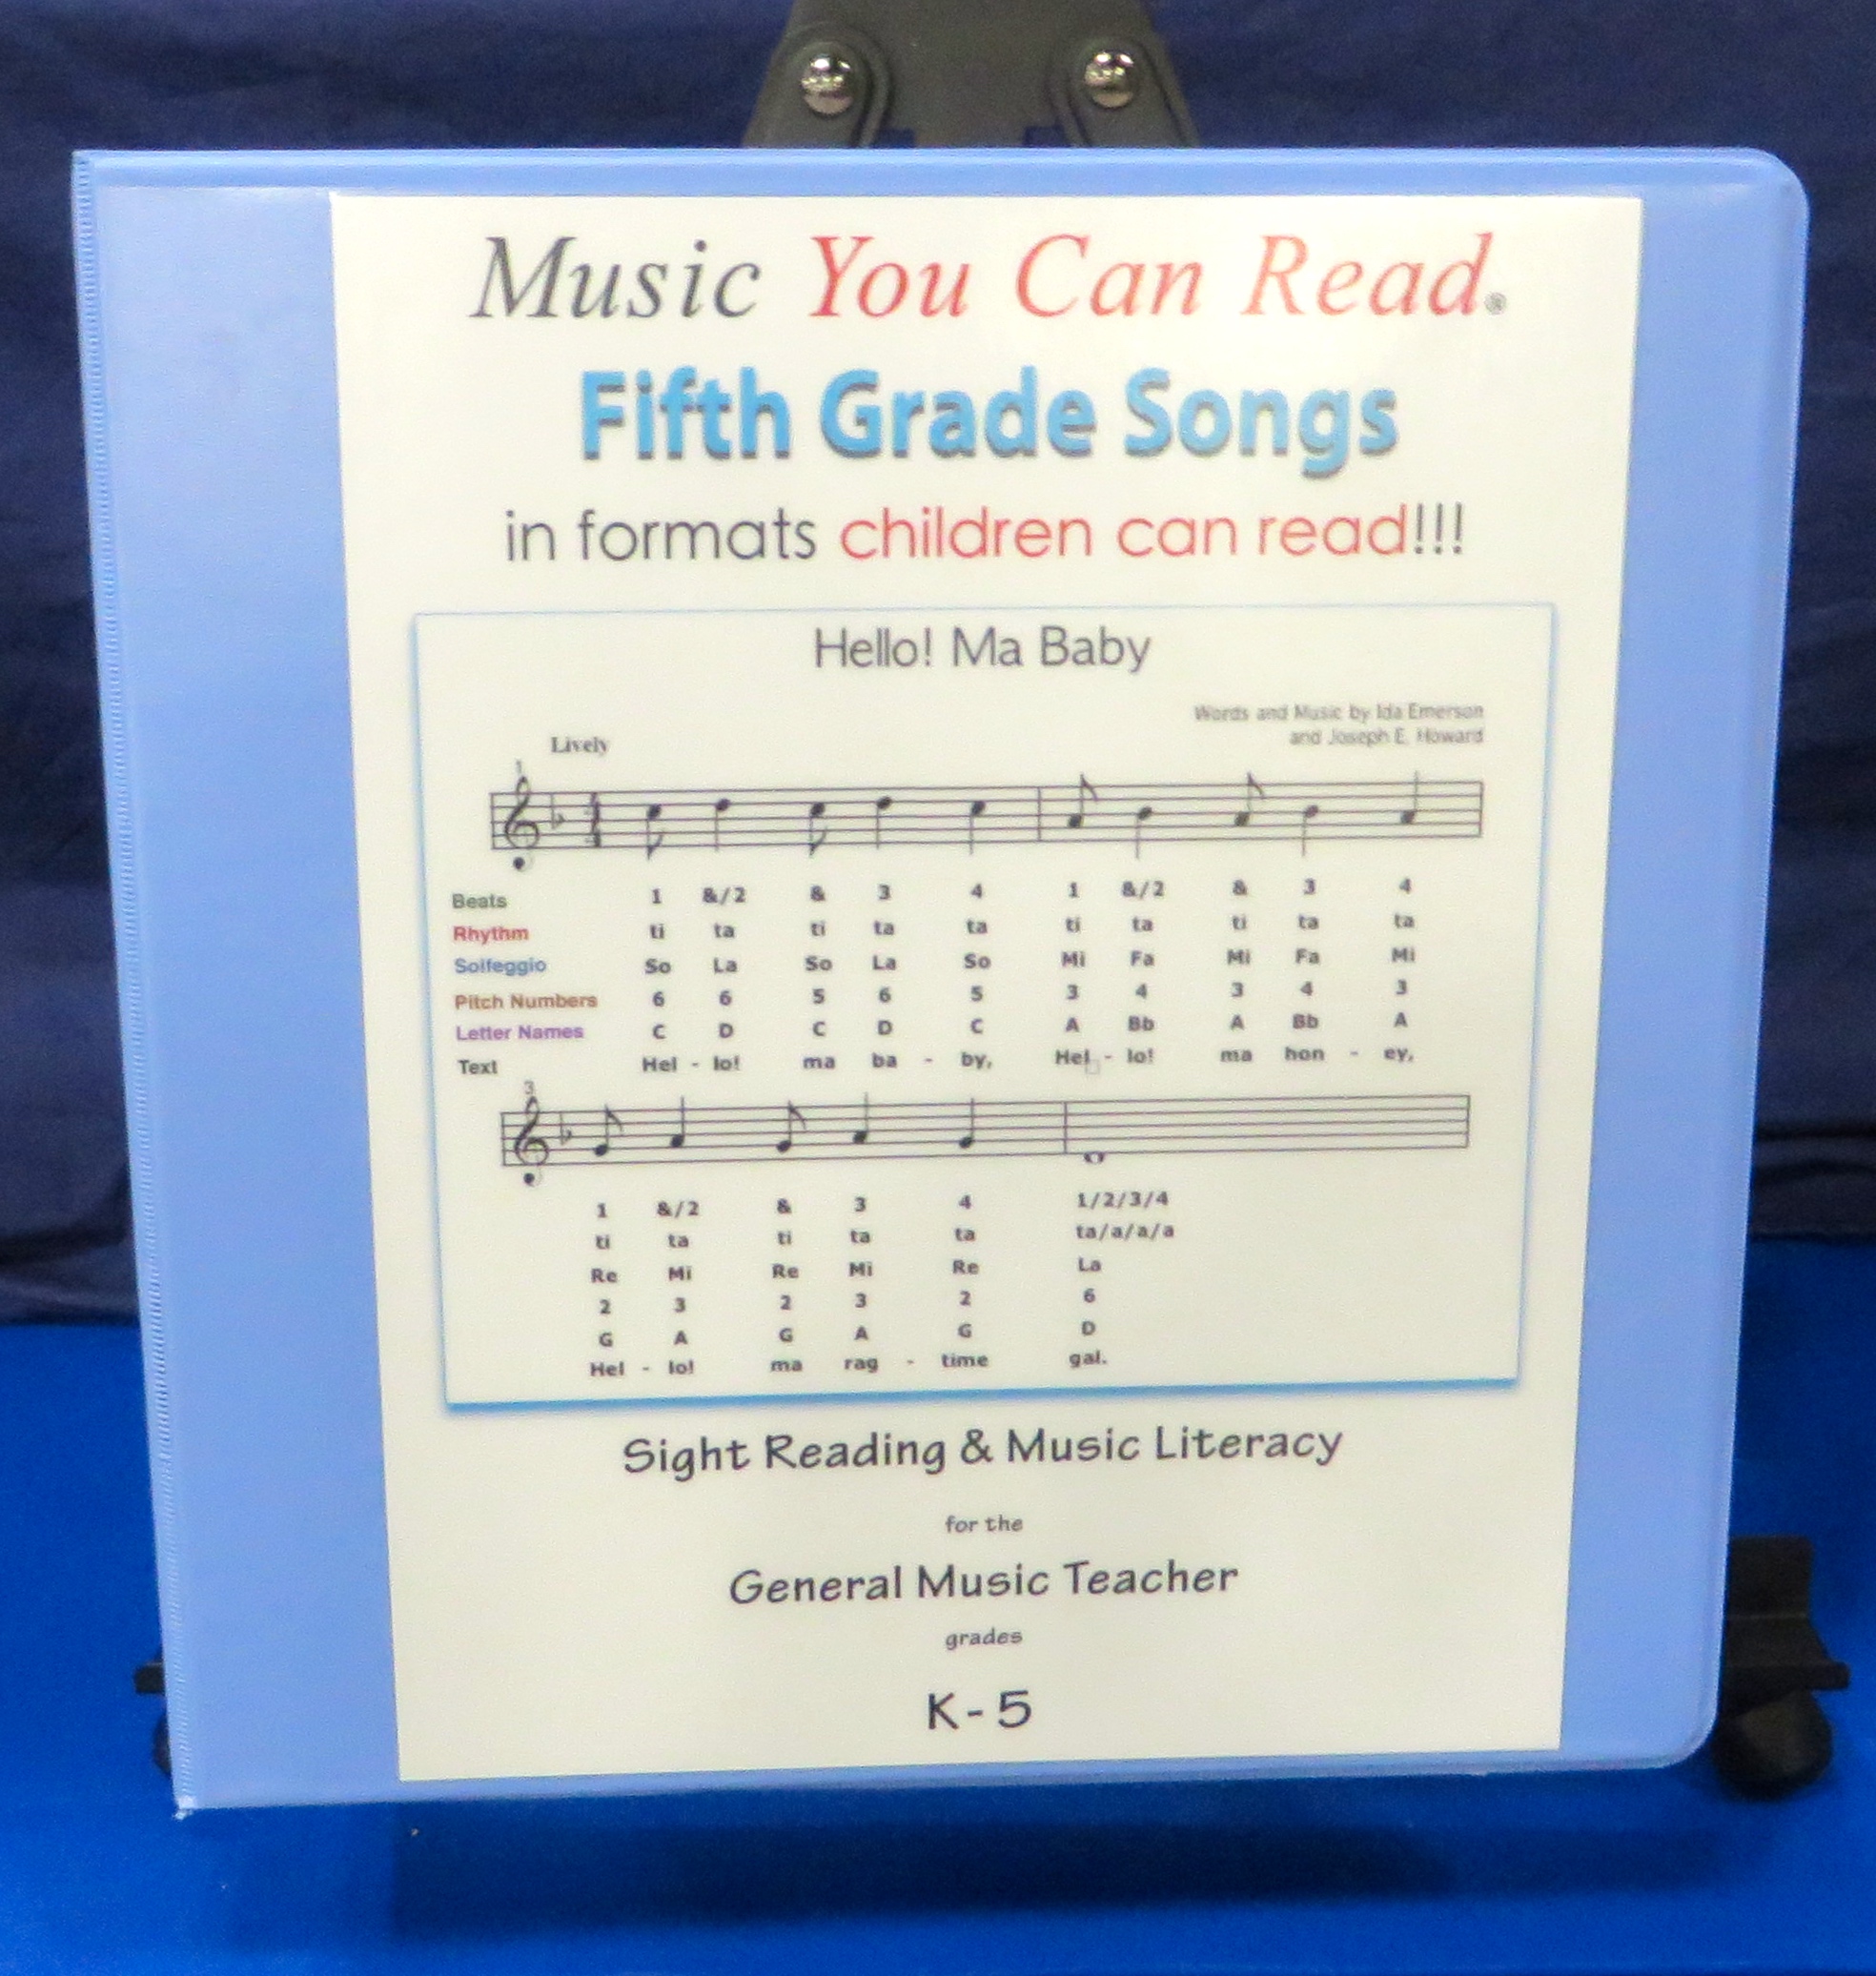 Music You Can Read®
Fifth Grade Songs
in formats children can read!!!
Hello! Ma Baby
Words and Music by Ida Emerson
and Joseph E. Howard
Lively
1
Beats 1 &/2 & 3 4 1 &/2 & 3 4
Rhythm ti ta ti ta ta ti ta ti ta ta
Solfeggio So La So La So Mi Fa Mi Fa Mi
Pitch Numbers 6 6 5 6 5 3 4 3 4 3
Letter Names C D C D C A Bb A Bb A
Text Hel - lo! ma ba - by, Hel - lo! ma hon - ey,
3
1 &/2 & 3 4 1/2/3/4
ti ta ti ta ta ta/a/a/a
Re Mi Re Mi Re La
2 3 2 3 2 6
G A G A G D
Hel - lo! ma rag - time gal.
Sight Reading & Music Literacy
for the
General Music Teacher
grades
K - 5